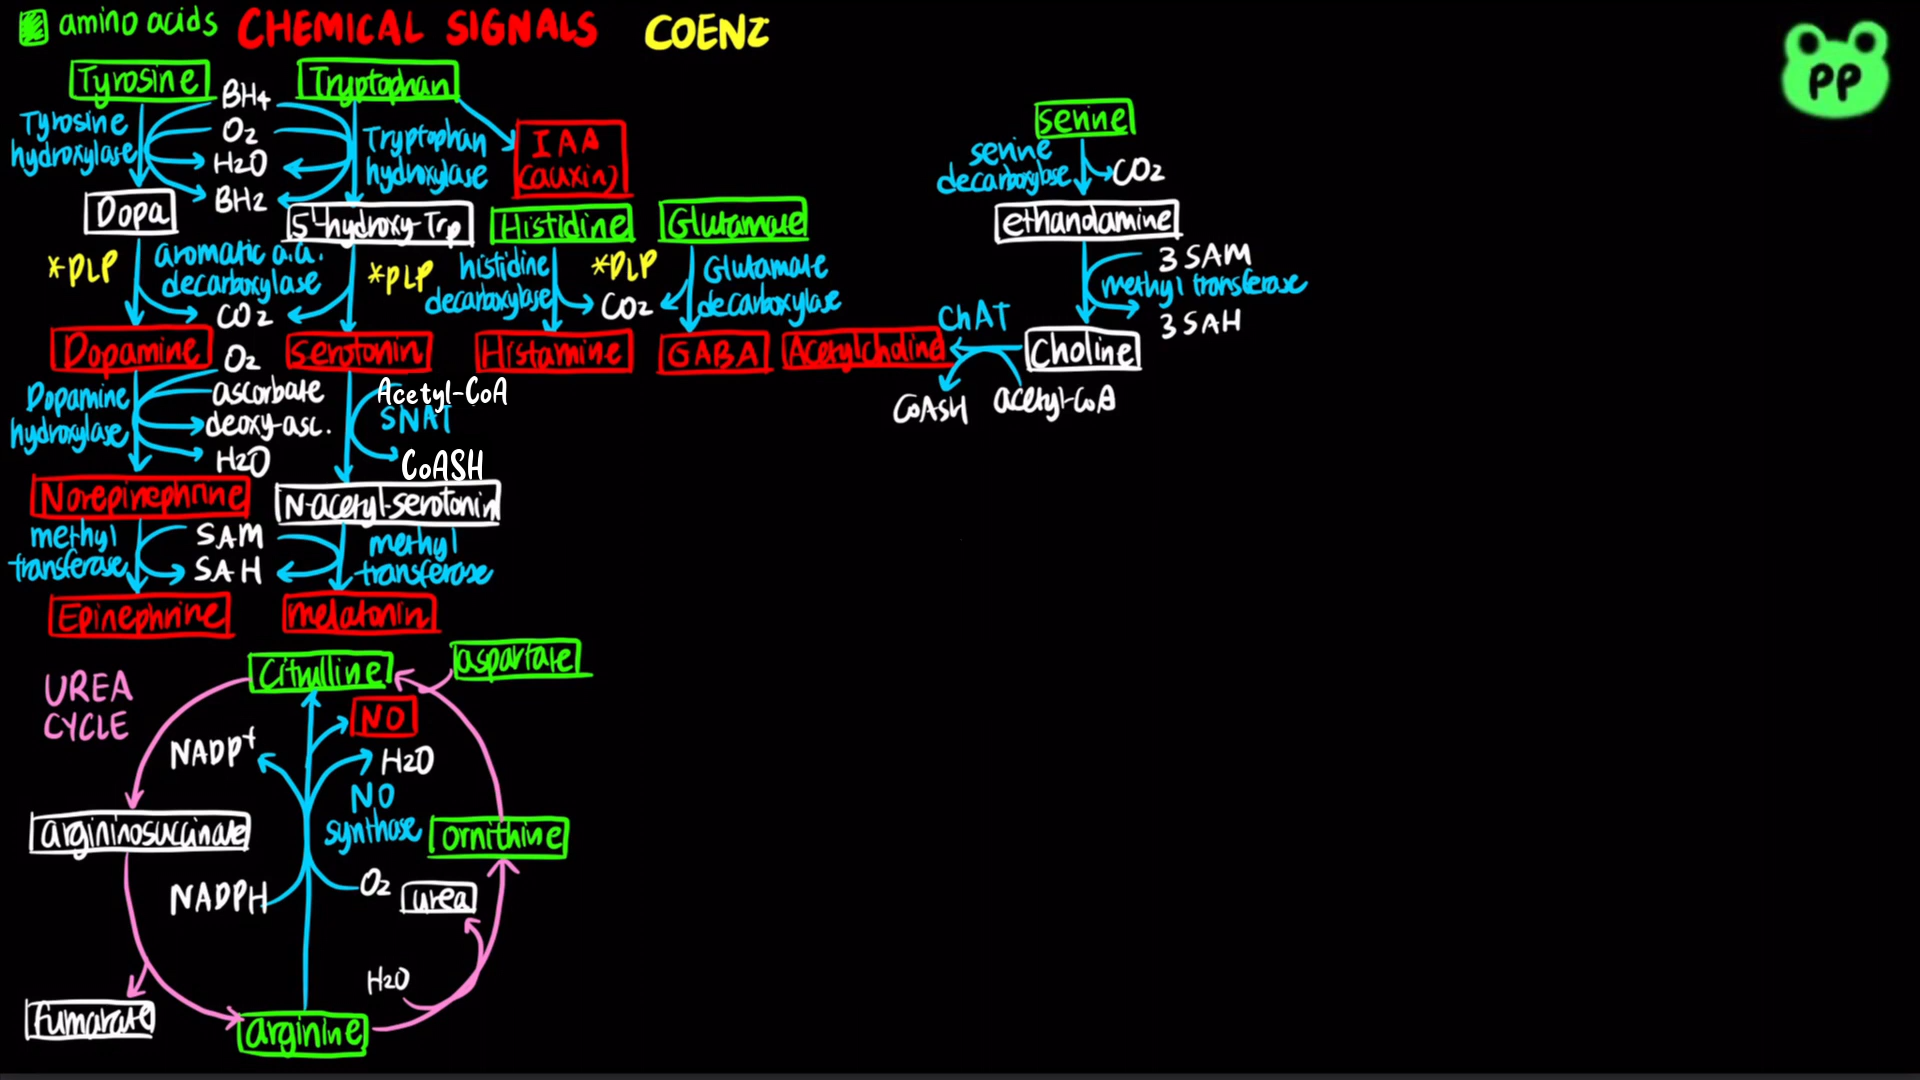 amino acids CHEMICAL SIGNALS COENZ
PP
Tyrosine
Tyrosine
hydroxylase
BH4
O2
H2O
BH2
Tryptophan
Tryptophan
hydroxylase
IAA
(auxin)
Dopa
*PLP
aromatic a.a.
decarboxylase
CO2
5-hydroxy-Trp
*PLP
Histidine
histidine
decarboxylase
*PLP
CO2
Glutamate
Glutamate
decarboxylase
serine
serine
decarboxylase
CO2
ethanolamine
3 SAM
methyl transferase
3 SAH
Dopamine
Serotonin
Histamine
GABA
Acetylcholine
ChAT
Choline
CoASH
acetyl-CoA
Dopamine
hydroxylase
O2
ascorbate
deoxy-asc.
H2O
Acetyl-CoA
SNAT
CoASH
Norepinephrine
N-acetyl-serotonin
methyl
transferase
SAM
SAH
methyl
transferase
Epinephrine
melatonin
UREA
CYCLE
Citrulline
aspartate
NO
NADP+
H2O
NO
synthase
argininosuccinate
ornithine
NADPH
O2
urea
H2O
fumarate
arginine